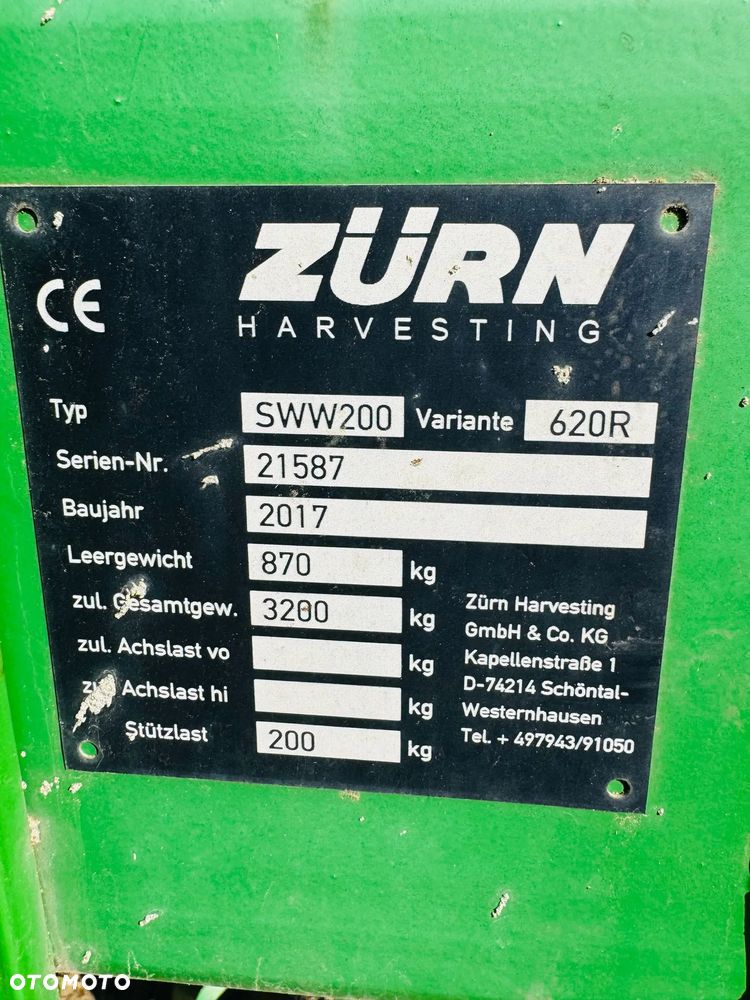 ZÜRN
CE
HARVESTING
Typ SWW200 Variante 620R
Serien-Nr. 21587
Baujahr 2017
Leergewicht 870 kg
zul. Gesamtgew. 3200 kg
zul. Achslast vo kg
zul. Achslast hi kg
Stützlast 200 kg
Zürn Harvesting
GmbH & Co. KG
Kapellenstraße 1
D-74214 Schöntal-
Westernhausen
Tel. + 497943/91050
OTOMOTO